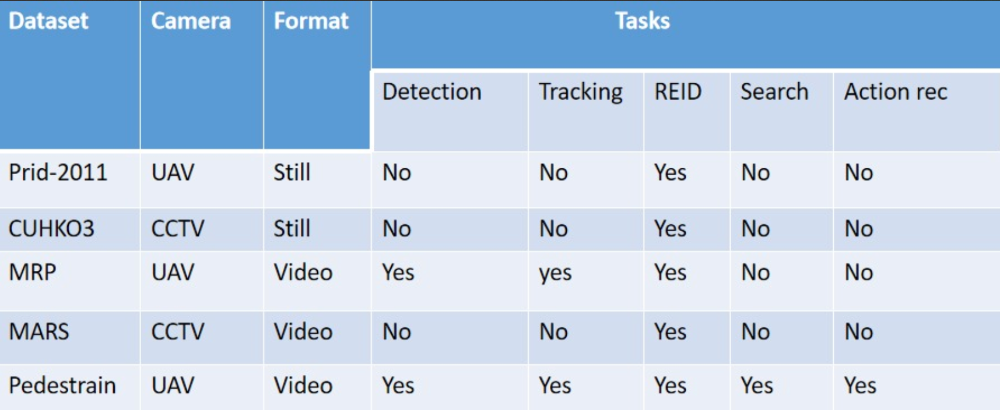 Dataset Camera Format Tasks
Detection Tracking REID Search Action rec
Prid-2011 UAV Still No No Yes No No
CUHKO3 CCTV Still No No Yes No No
MRP UAV Video Yes yes Yes No No
MARS CCTV Video No No Yes No No
Pedestrain UAV Video Yes Yes Yes Yes Yes